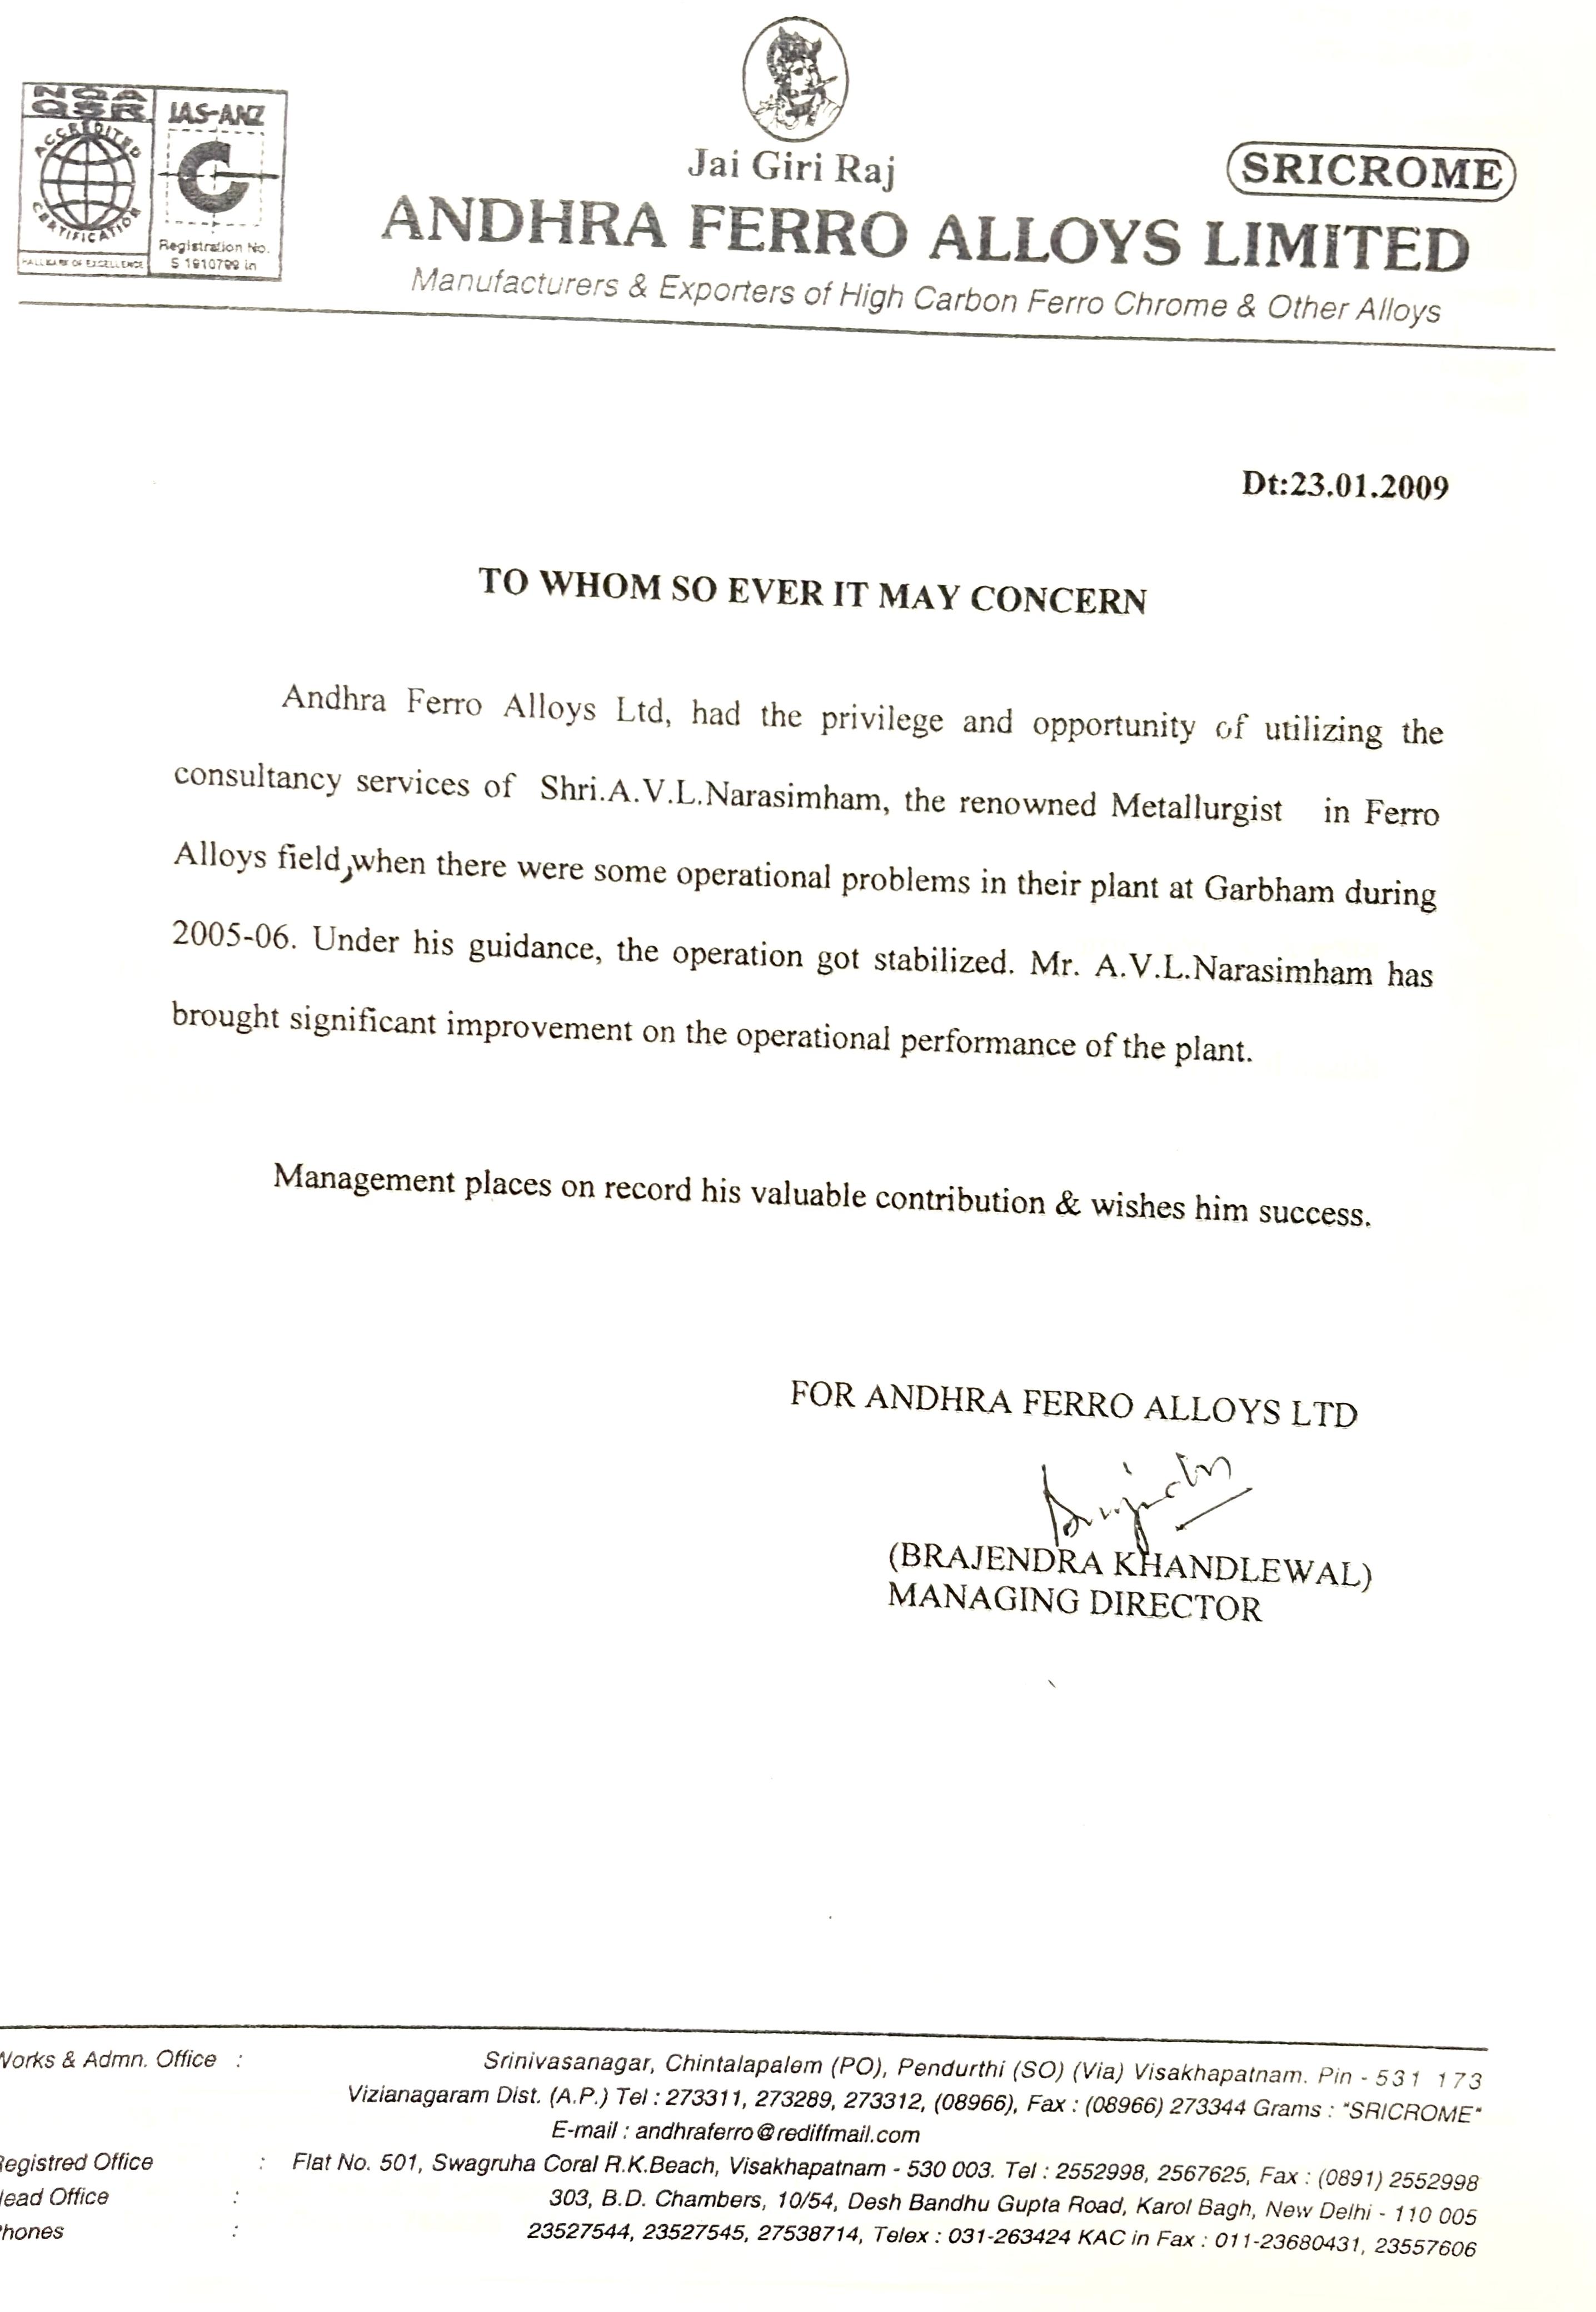 NQA
QSR
ACCREDITED
CERTIFICATION
HALLMARK OF EXCELLENCE
JAS-ANZ
Registration No.
S 1910799 in
Jai Giri Raj
SRICROME
ANDHRA FERRO ALLOYS LIMITED
Manufacturers & Exporters of High Carbon Ferro Chrome & Other Alloys
Dt:23.01.2009
TO WHOM SO EVER IT MAY CONCERN
Andhra Ferro Alloys Ltd, had the privilege and opportunity of utilizing the
consultancy services of Shri.A.V.L.Narasimham, the renowned Metallurgist in Ferro
Alloys field, when there were some operational problems in their plant at Garbham during
2005-06. Under his guidance, the operation got stabilized. Mr. A.V.L.Narasimham has
brought significant improvement on the operational performance of the plant.
Management places on record his valuable contribution & wishes him success.
FOR ANDHRA FERRO ALLOYS LTD
(BRAJENDRA KHANDLEWAL)
MANAGING DIRECTOR
Works & Admn. Office : Srinivasanagar, Chintalapalem (PO), Pendurthi (SO) (Via) Visakhapatnam. Pin - 531 173
Vizianagaram Dist. (A.P.) Tel : 273311, 273289, 273312, (08966), Fax : (08966) 273344 Grams : "SRICROME"
E-mail : andhraferro@rediffmail.com
Registred Office : Flat No. 501, Swagruha Coral R.K.Beach, Visakhapatnam - 530 003. Tel : 2552998, 2567625, Fax : (0891) 2552998
Head Office : 303, B.D. Chambers, 10/54, Desh Bandhu Gupta Road, Karol Bagh, New Delhi - 110 005
Phones : 23527544, 23527545, 27538714, Telex : 031-263424 KAC in Fax : 011-23680431, 23557606